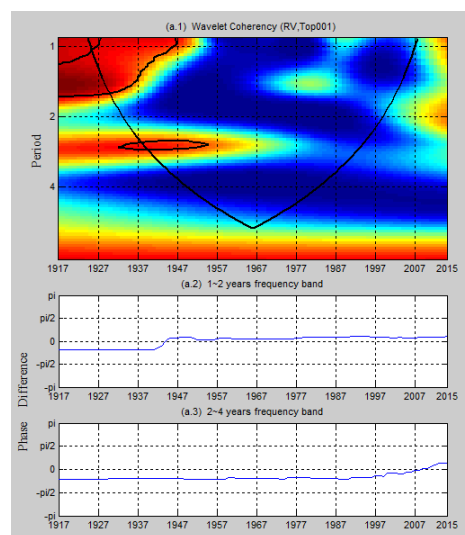 (a.1) Wavelet Coherency (RV,Top001)
1
2
4
Period
1917 1927 1937 1947 1957 1967 1977 1987 1997 2007 2015
(a.2) 1~2 years frequency band
pi
pi/2
0
-pi/2
-pi
1917 1927 1937 1947 1957 1967 1977 1987 1997 2007 2015
(a.3) 2~4 years frequency band
pi
pi/2
0
-pi/2
-pi
1917 1927 1937 1947 1957 1967 1977 1987 1997 2007 2015
Phase Difference